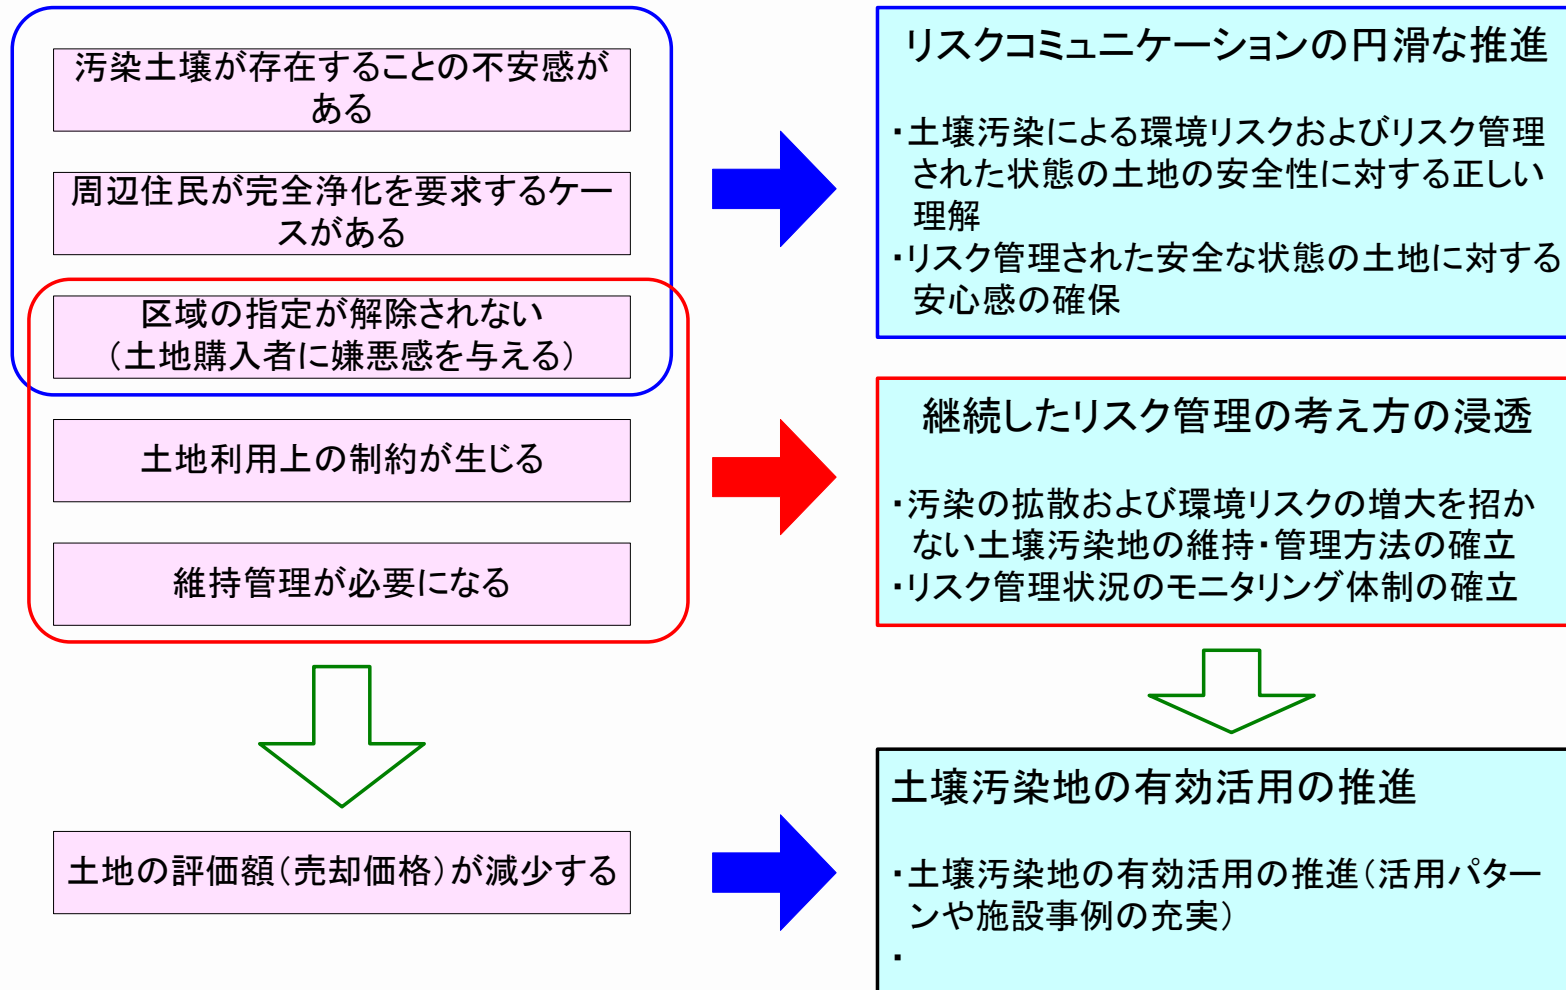 汚染土壌が存在することの不安感が
ある
周辺住民が完全浄化を要求するケー
スがある
区域の指定が解除されない
（土地購入者に嫌悪感を与える）
土地利用上の制約が生じる
維持管理が必要になる
土地の評価額（売却価格）が減少する
リスクコミュニケーションの円滑な推進
・土壌汚染による環境リスクおよびリスク管理
された状態の土地の安全性に対する正しい
理解
・リスク管理された安全な状態の土地に対する
安心感の確保
継続したリスク管理の考え方の浸透
・汚染の拡散および環境リスクの増大を招か
ない土壌汚染地の維持・管理方法の確立
・リスク管理状況のモニタリング体制の確立
土壌汚染地の有効活用の推進
・土壌汚染地の有効活用の推進（活用パター
ンや施設事例の充実）
・